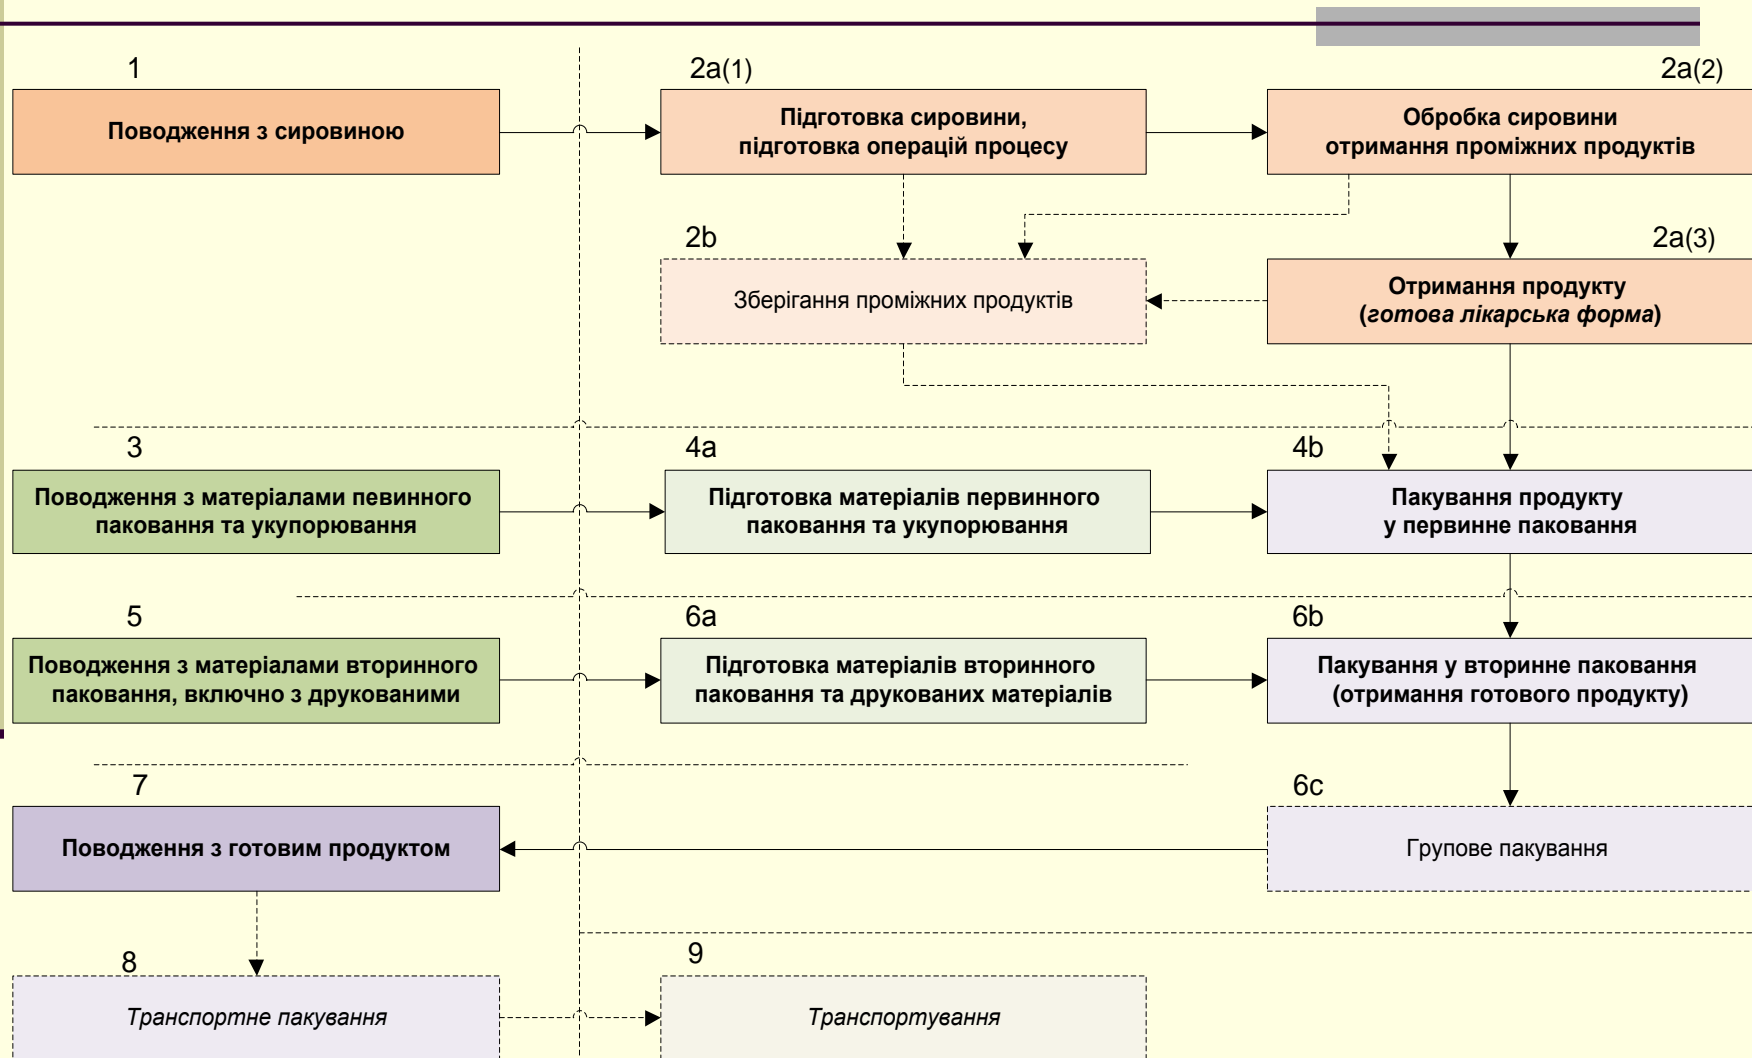 1
2a(1)
2a(2)
Поводження з сировиною
Підготовка сировини,
підготовка операцій процесу
Обробка сировини
отримання проміжних продуктів
2b
2a(3)
Зберігання проміжних продуктів
Отримання продукту
(готова лікарська форма)
3
4a
4b
Поводження з матеріалами певинного
паковання та укупорювання
Підготовка матеріалів первинного
паковання та укупорювання
Пакування продукту
у первинне паковання
5
6a
6b
Поводження з матеріалами вторинного
паковання, включно з друкованими
Підготовка матеріалів вторинного
паковання та друкованих матеріалів
Пакування у вторинне паковання
(отримання готового продукту)
7
6c
Поводження з готовим продуктом
Групове пакування
8
9
Транспортне пакування
Транспортування